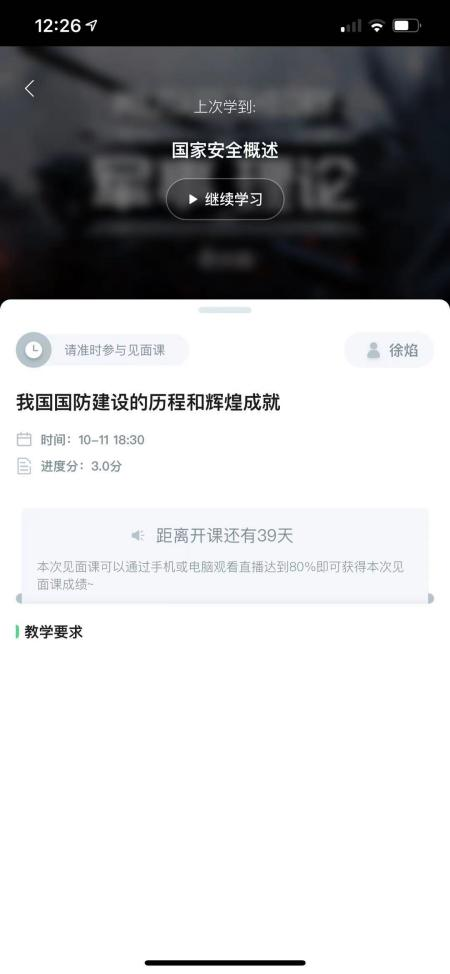 12:26
上次学到:
国家安全概述
继续学习
请准时参与见面课
徐焰
我国国防建设的历程和辉煌成就
时间：10-11 18:30
进度分：3.0分
距离开课还有39天
本次见面课可以通过手机或电脑观看直播达到80%即可获得本次见
面课成绩~
教学要求